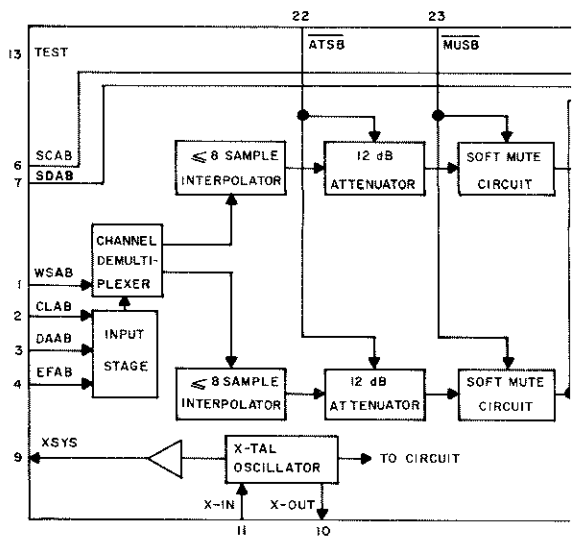 22
23
13 TEST
ATSB
MUSB
6 SCAB
7 SDAB
≤ 8 SAMPLE
INTERPOLATOR
12 dB
ATTENUATOR
SOFT MUTE
CIRCUIT
CHANNEL
DEMULTI-
PLEXER
1 WSAB
2 CLAB
3 DAAB
4 EFAB
INPUT
STAGE
≤ 8 SAMPLE
INTERPOLATOR
12 dB
ATTENUATOR
SOFT MUTE
CIRCUIT
9 XSYS
X-TAL
OSCILLATOR
TO CIRCUIT
X-IN
X-OUT
11
10